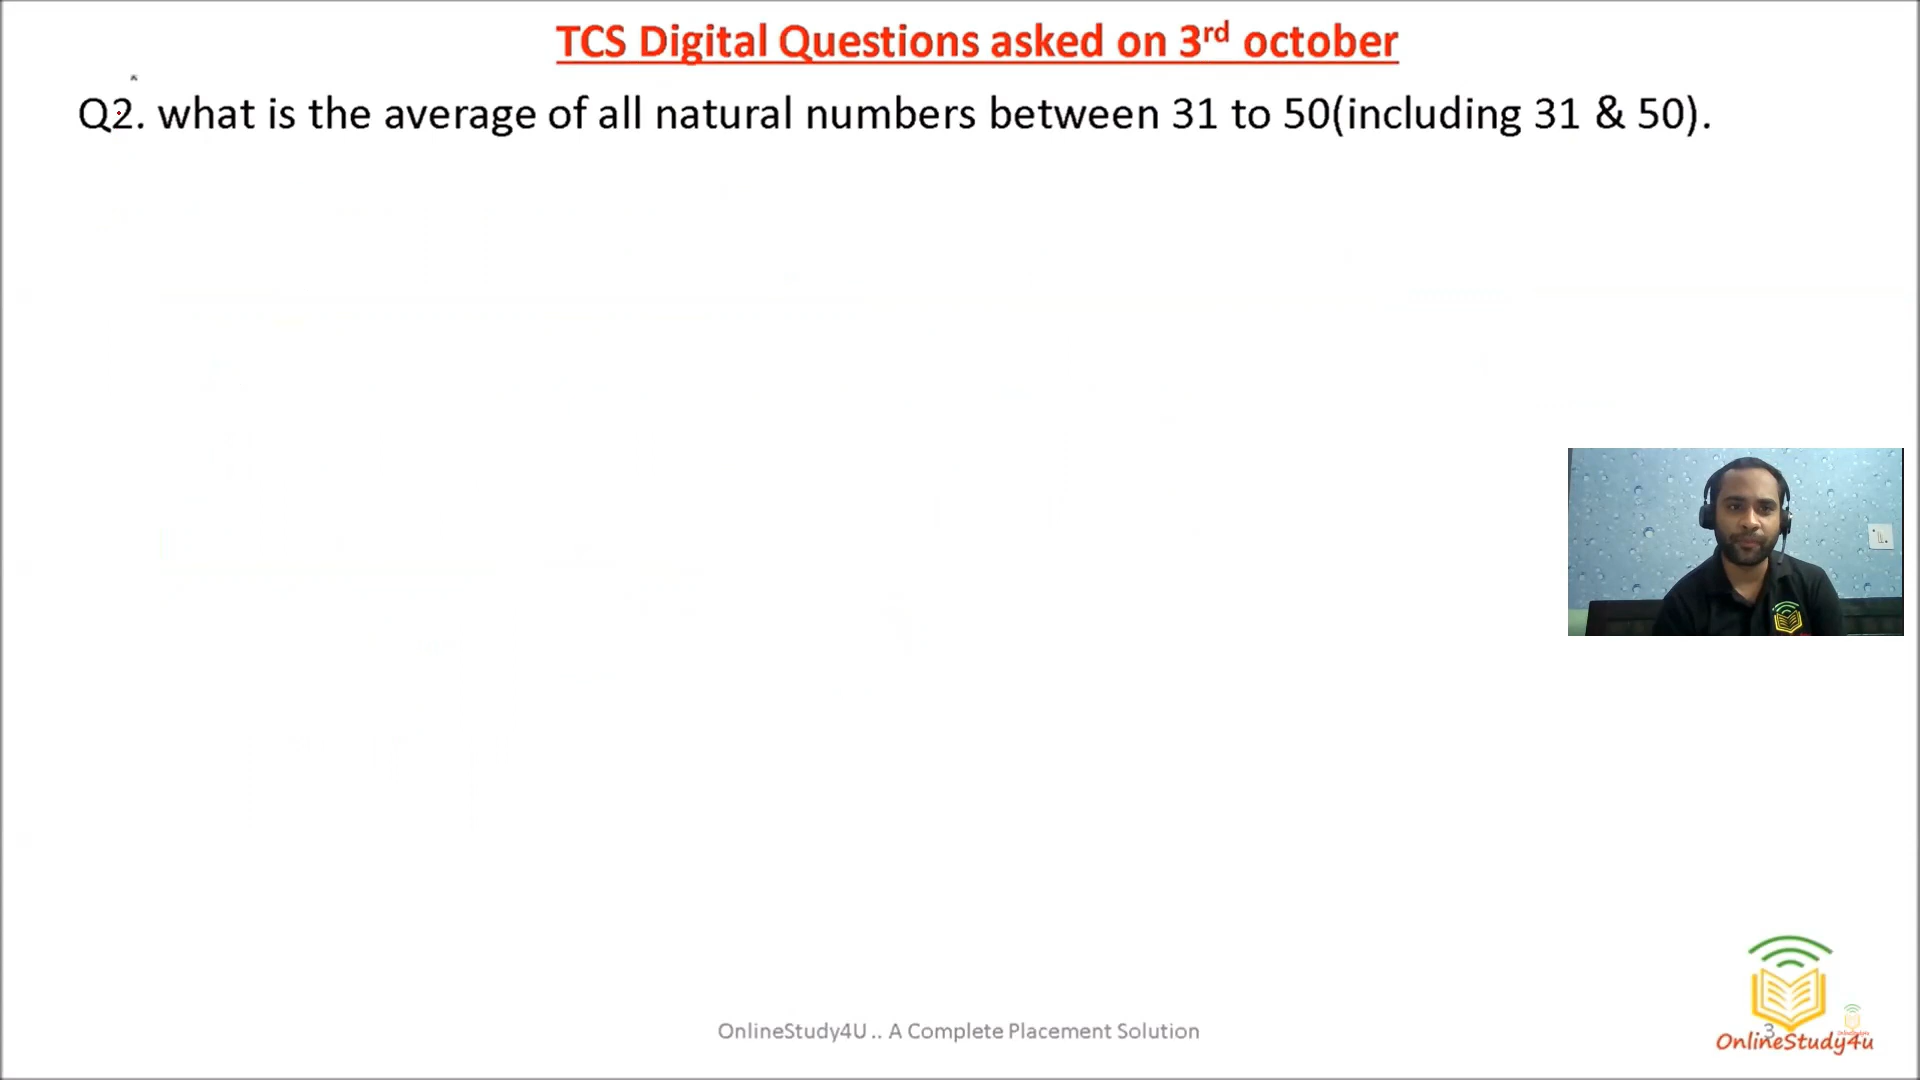 TCS Digital Questions asked on 3rd october
Q2. what is the average of all natural numbers between 31 to 50(including 31 & 50).
OnlineStudy4U .. A Complete Placement Solution
3
OnlineStudy4u